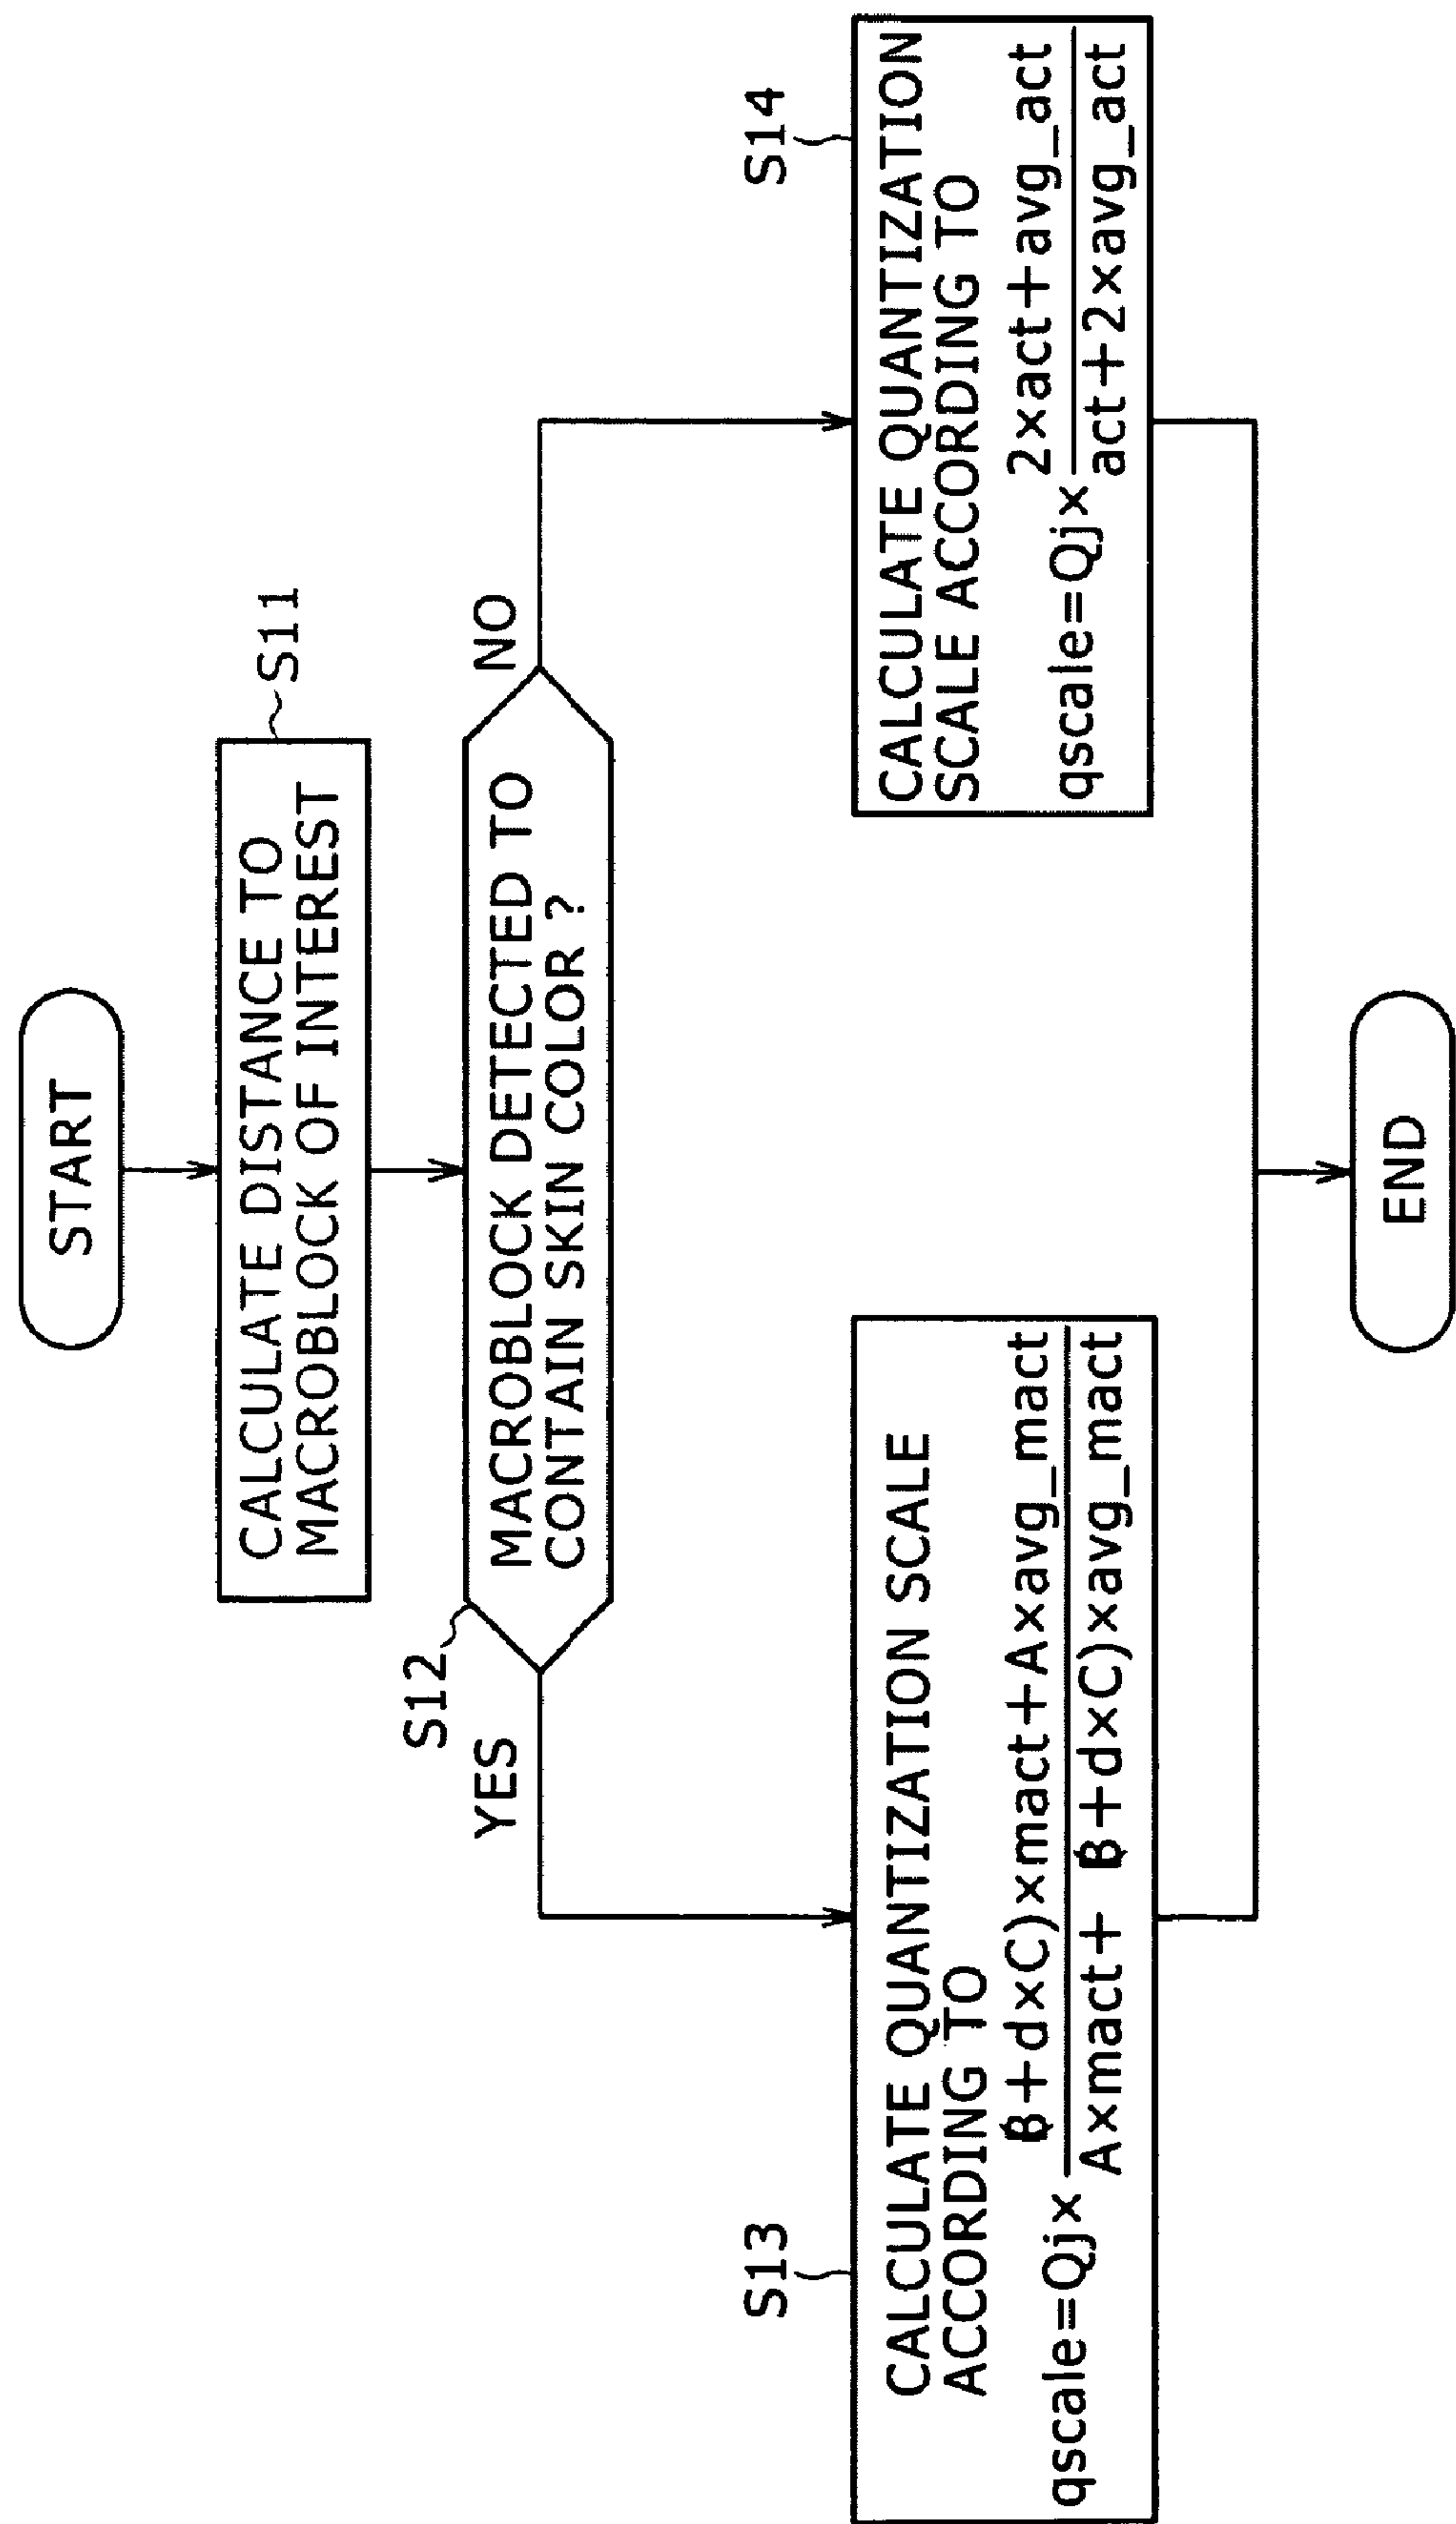 START
CALCULATE DISTANCE TO
MACROBLOCK OF INTEREST
S11
S12
MACROBLOCK DETECTED TO
CONTAIN SKIN COLOR ?
YES
NO
S13
CALCULATE QUANTIZATION SCALE
ACCORDING TO
(B+d×C)×mact+A×avg_mact
qscale=Qj×
A×mact+ (B+d×C)×avg_mact
S14
CALCULATE QUANTIZATION
SCALE ACCORDING TO
2×act+avg_act
qscale=Qj×
act+2×avg_act
END